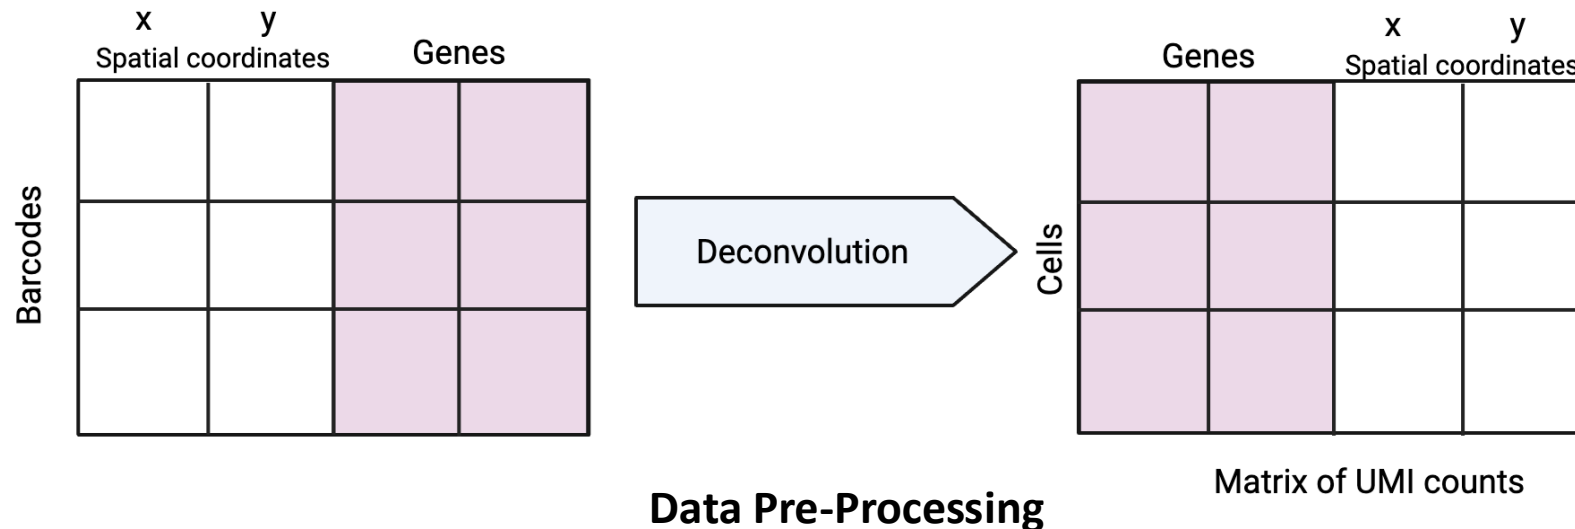 x y
Spatial coordinates
Genes
Barcodes
Deconvolution
x y
Genes
Spatial coordinates
Cells
Matrix of UMI counts
Data Pre-Processing